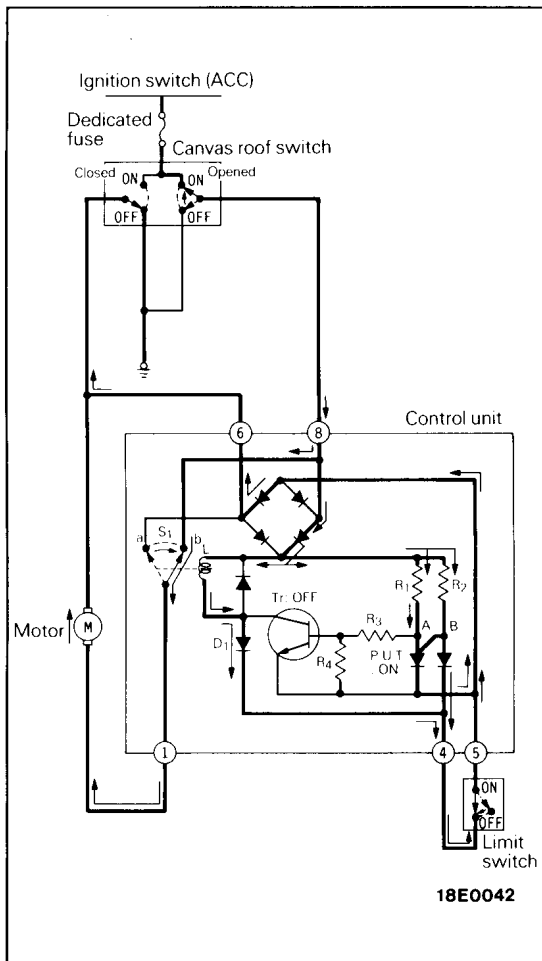 Ignition switch (ACC)
Dedicated
fuse
Canvas roof switch
Closed
Opened
ON
ON
OFF
OFF
6
8
Control unit
a
S1
b
L
R1
R2
Tr: OFF
R3
A
B
D1
R4
P U T
ON
Motor
M
1
4
5
ON
OFF
Limit
switch
18E0042